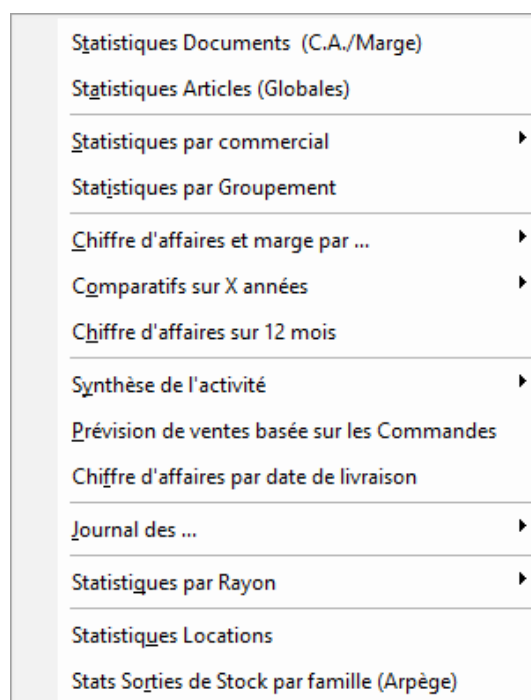 Statistiques Documents  (C.A./Marge)
Statistiques Articles (Globales)
Statistiques par commercial
Statistiques par Groupement
Chiffre d'affaires et marge par ...
Comparatifs sur X années
Chiffre d'affaires sur 12 mois
Synthèse de l'activité
Prévision de ventes basée sur les Commandes
Chiffre d'affaires par date de livraison
Journal des ...
Statistiques par Rayon
Statistiques Locations
Stats Sorties de Stock par famille (Arpège)